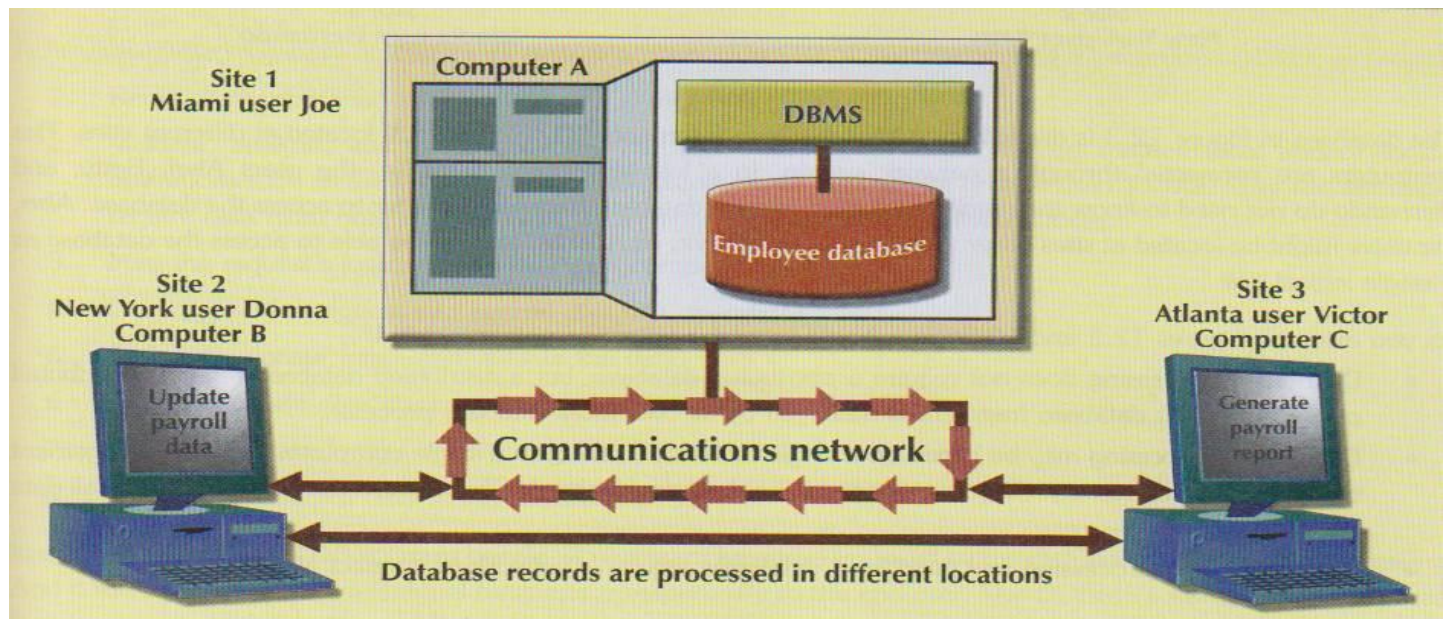 Site 1
Miami user Joe
Computer A
DBMS
Employee database
Site 2
New York user Donna
Computer B
Update
payroll
data
Site 3
Atlanta user Victor
Computer C
Generate
payroll
report
Communications network
Database records are processed in different locations